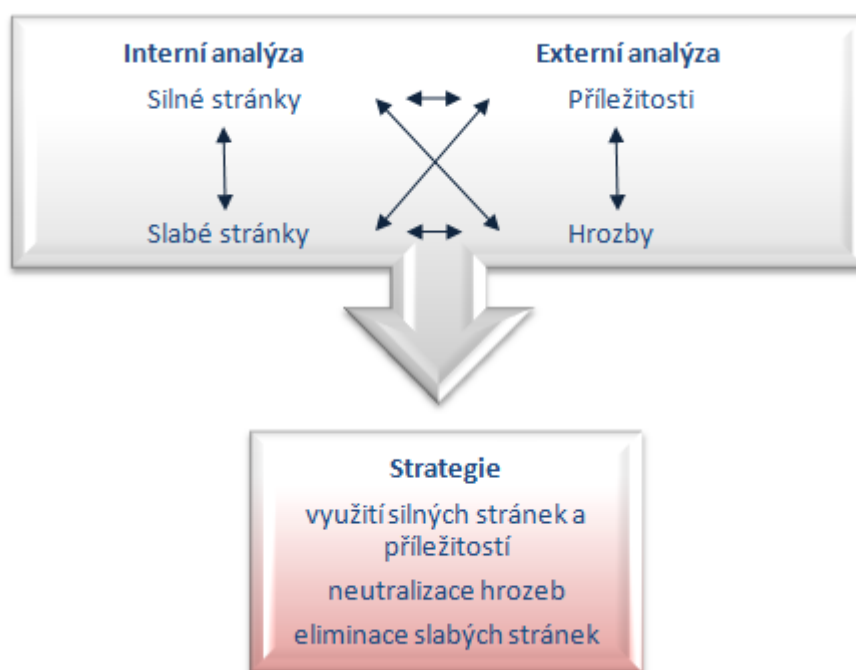 Interní analýza
Externí analýza
Silné stránky
Příležitosti
Slabé stránky
Hrozby
Strategie
využití silných stránek a
příležitostí
neutralizace hrozeb
eliminace slabých stránek